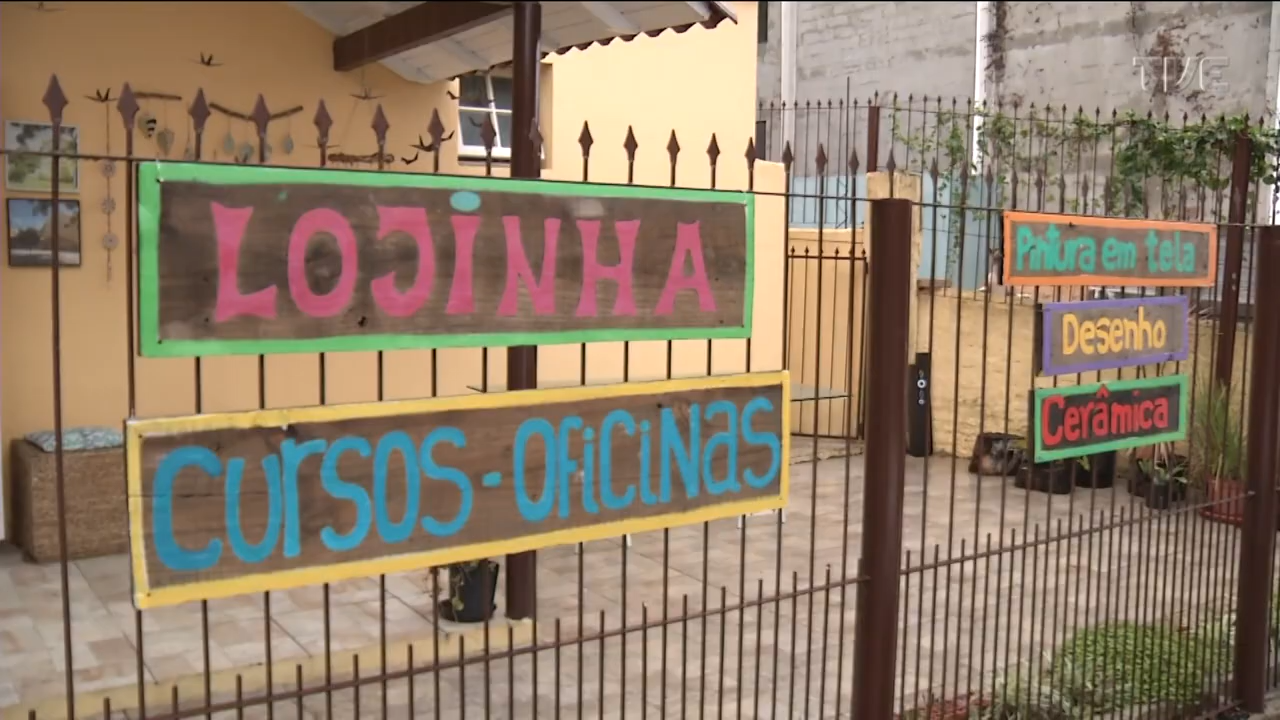 TVE
LOJINHA
CURSOS - OFICINAS
Pintura em tela
Desenho
Cerâmica